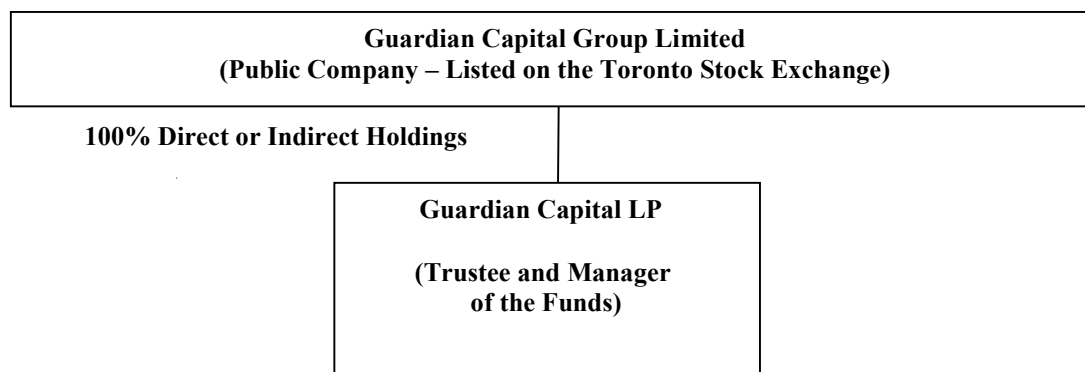 Guardian Capital Group Limited
(Public Company – Listed on the Toronto Stock Exchange)
100% Direct or Indirect Holdings
Guardian Capital LP
(Trustee and Manager
of the Funds)